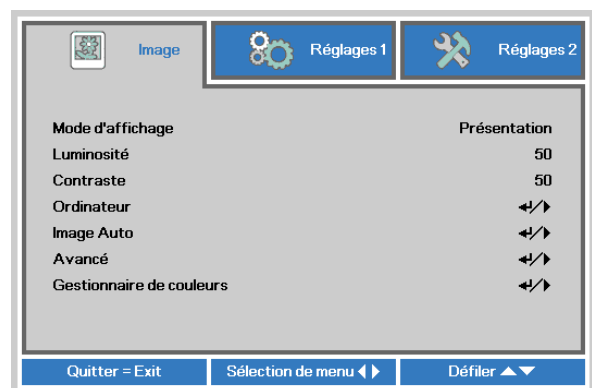 Image Réglages 1 Réglages 2
Mode d'affichage Présentation
Luminosité 50
Contraste 50
Ordinateur
Image Auto
Avancé
Gestionnaire de couleurs
Quitter = Exit Sélection de menu Défiler